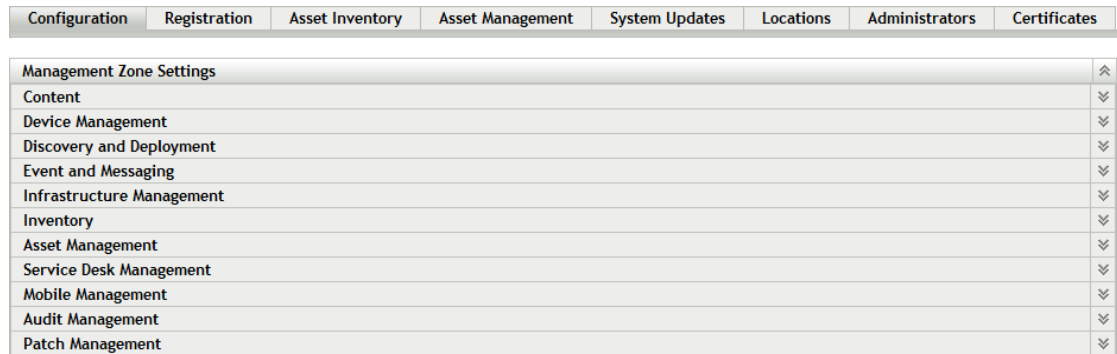 Configuration Registration Asset Inventory Asset Management System Updates Locations Administrators Certificates
Management Zone Settings
Content
Device Management
Discovery and Deployment
Event and Messaging
Infrastructure Management
Inventory
Asset Management
Service Desk Management
Mobile Management
Audit Management
Patch Management